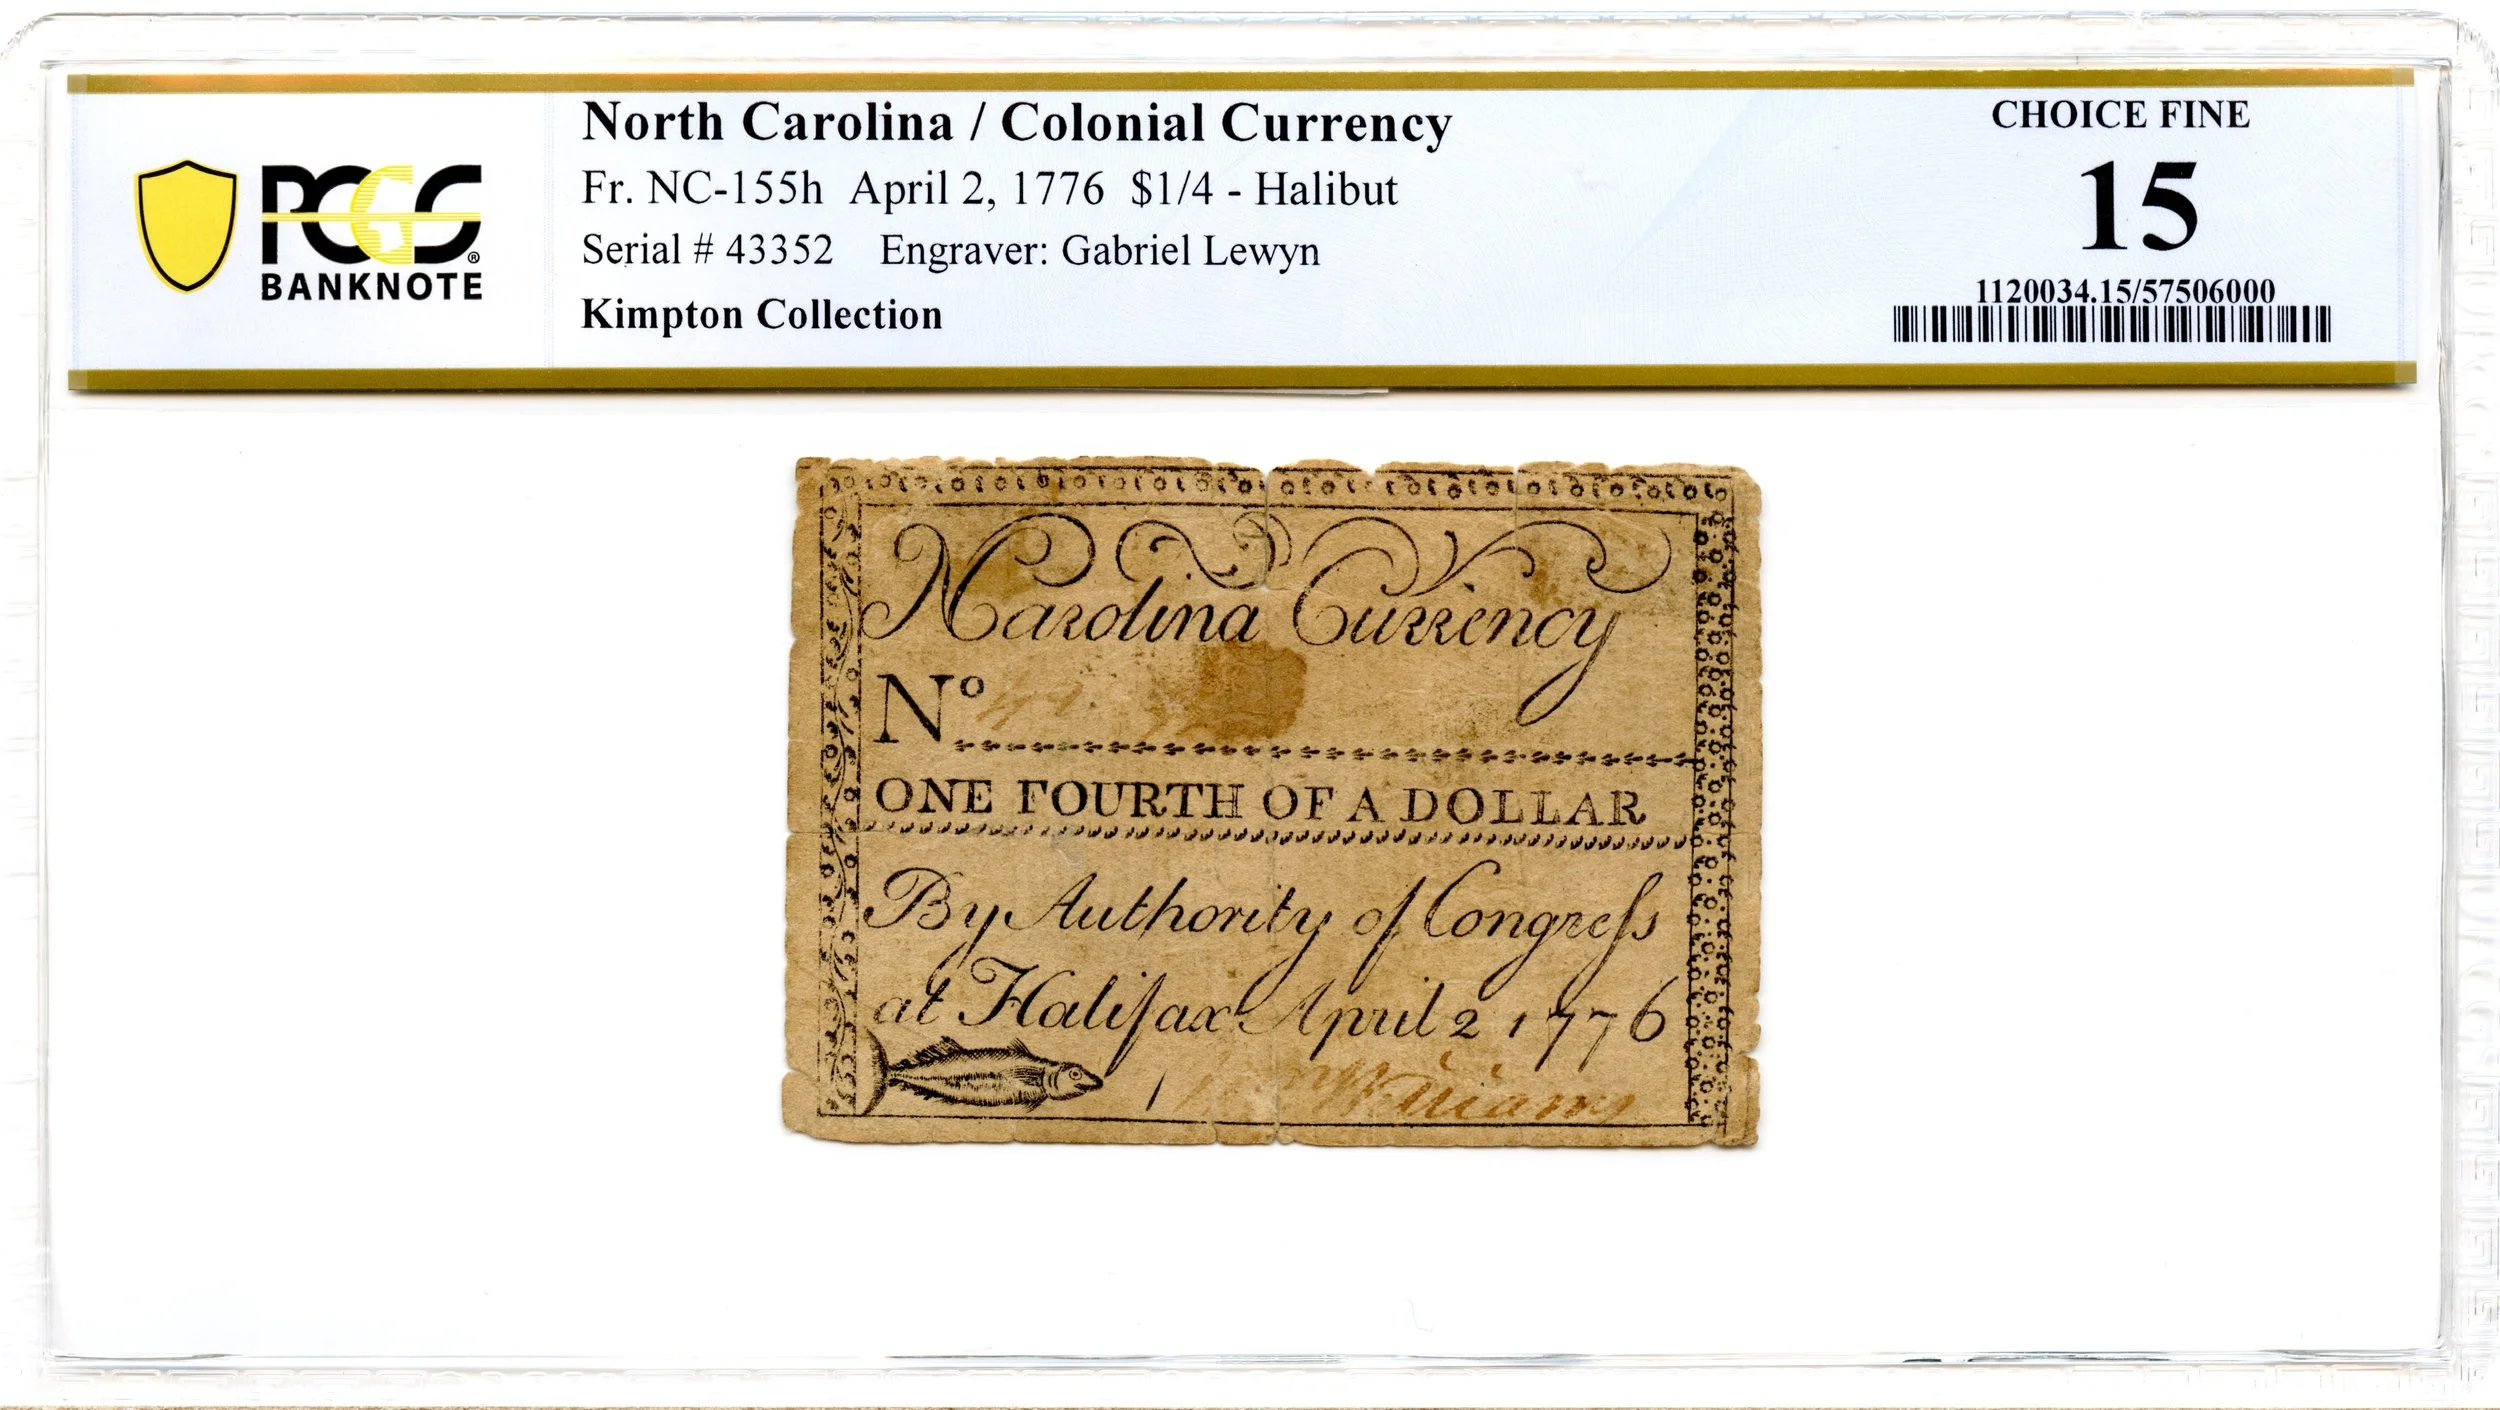 PCGS®
BANKNOTE
North Carolina / Colonial Currency
Fr. NC-155h April 2, 1776 $1/4 - Halibut
Serial # 43352 Engraver: Gabriel Lewyn
Kimpton Collection
CHOICE FINE
15
1120034.15/57506000
N Carolina Currency
Nº
ONE FOURTH OF A DOLLAR
By Authority of Congreſs
at Halifax April 2 1776
Williams